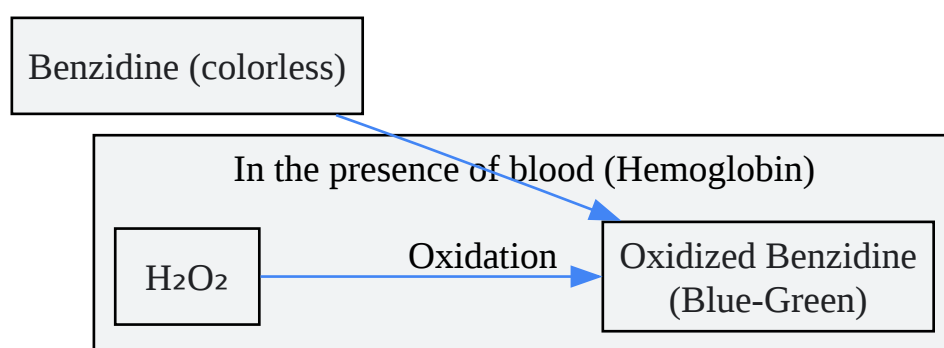 Benzidine (colorless)
In the presence of blood (Hemoglobin)
H₂O₂
Oxidation
Oxidized Benzidine
(Blue-Green)